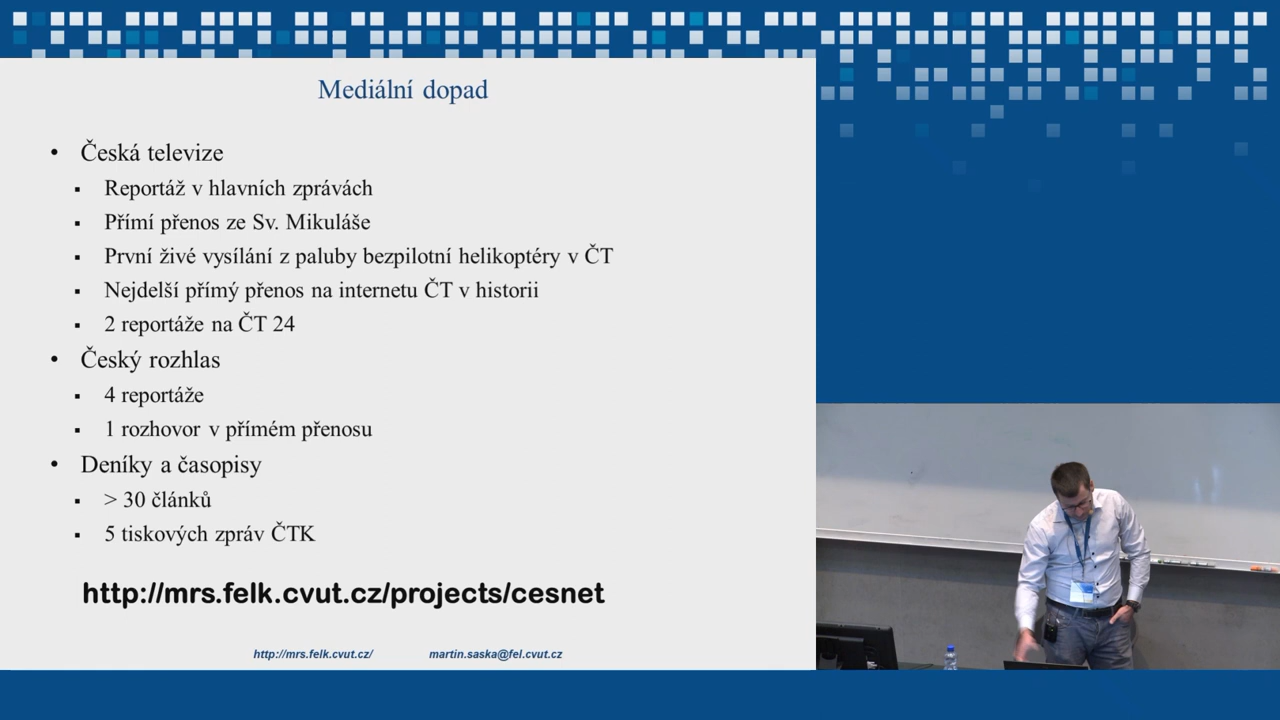 Mediální dopad
• Česká televize
▪ Reportáž v hlavních zprávách
▪ Přímí přenos ze Sv. Mikuláše
▪ První živé vysílání z paluby bezpilotní helikoptéry v ČT
▪ Nejdelší přímý přenos na internetu ČT v historii
▪ 2 reportáže na ČT 24
• Český rozhlas
▪ 4 reportáže
▪ 1 rozhovor v přímém přenosu
• Deníky a časopisy
▪ > 30 článků
▪ 5 tiskových zpráv ČTK
http://mrs.felk.cvut.cz/projects/cesnet
http://mrs.felk.cvut.cz/ martin.saska@fel.cvut.cz